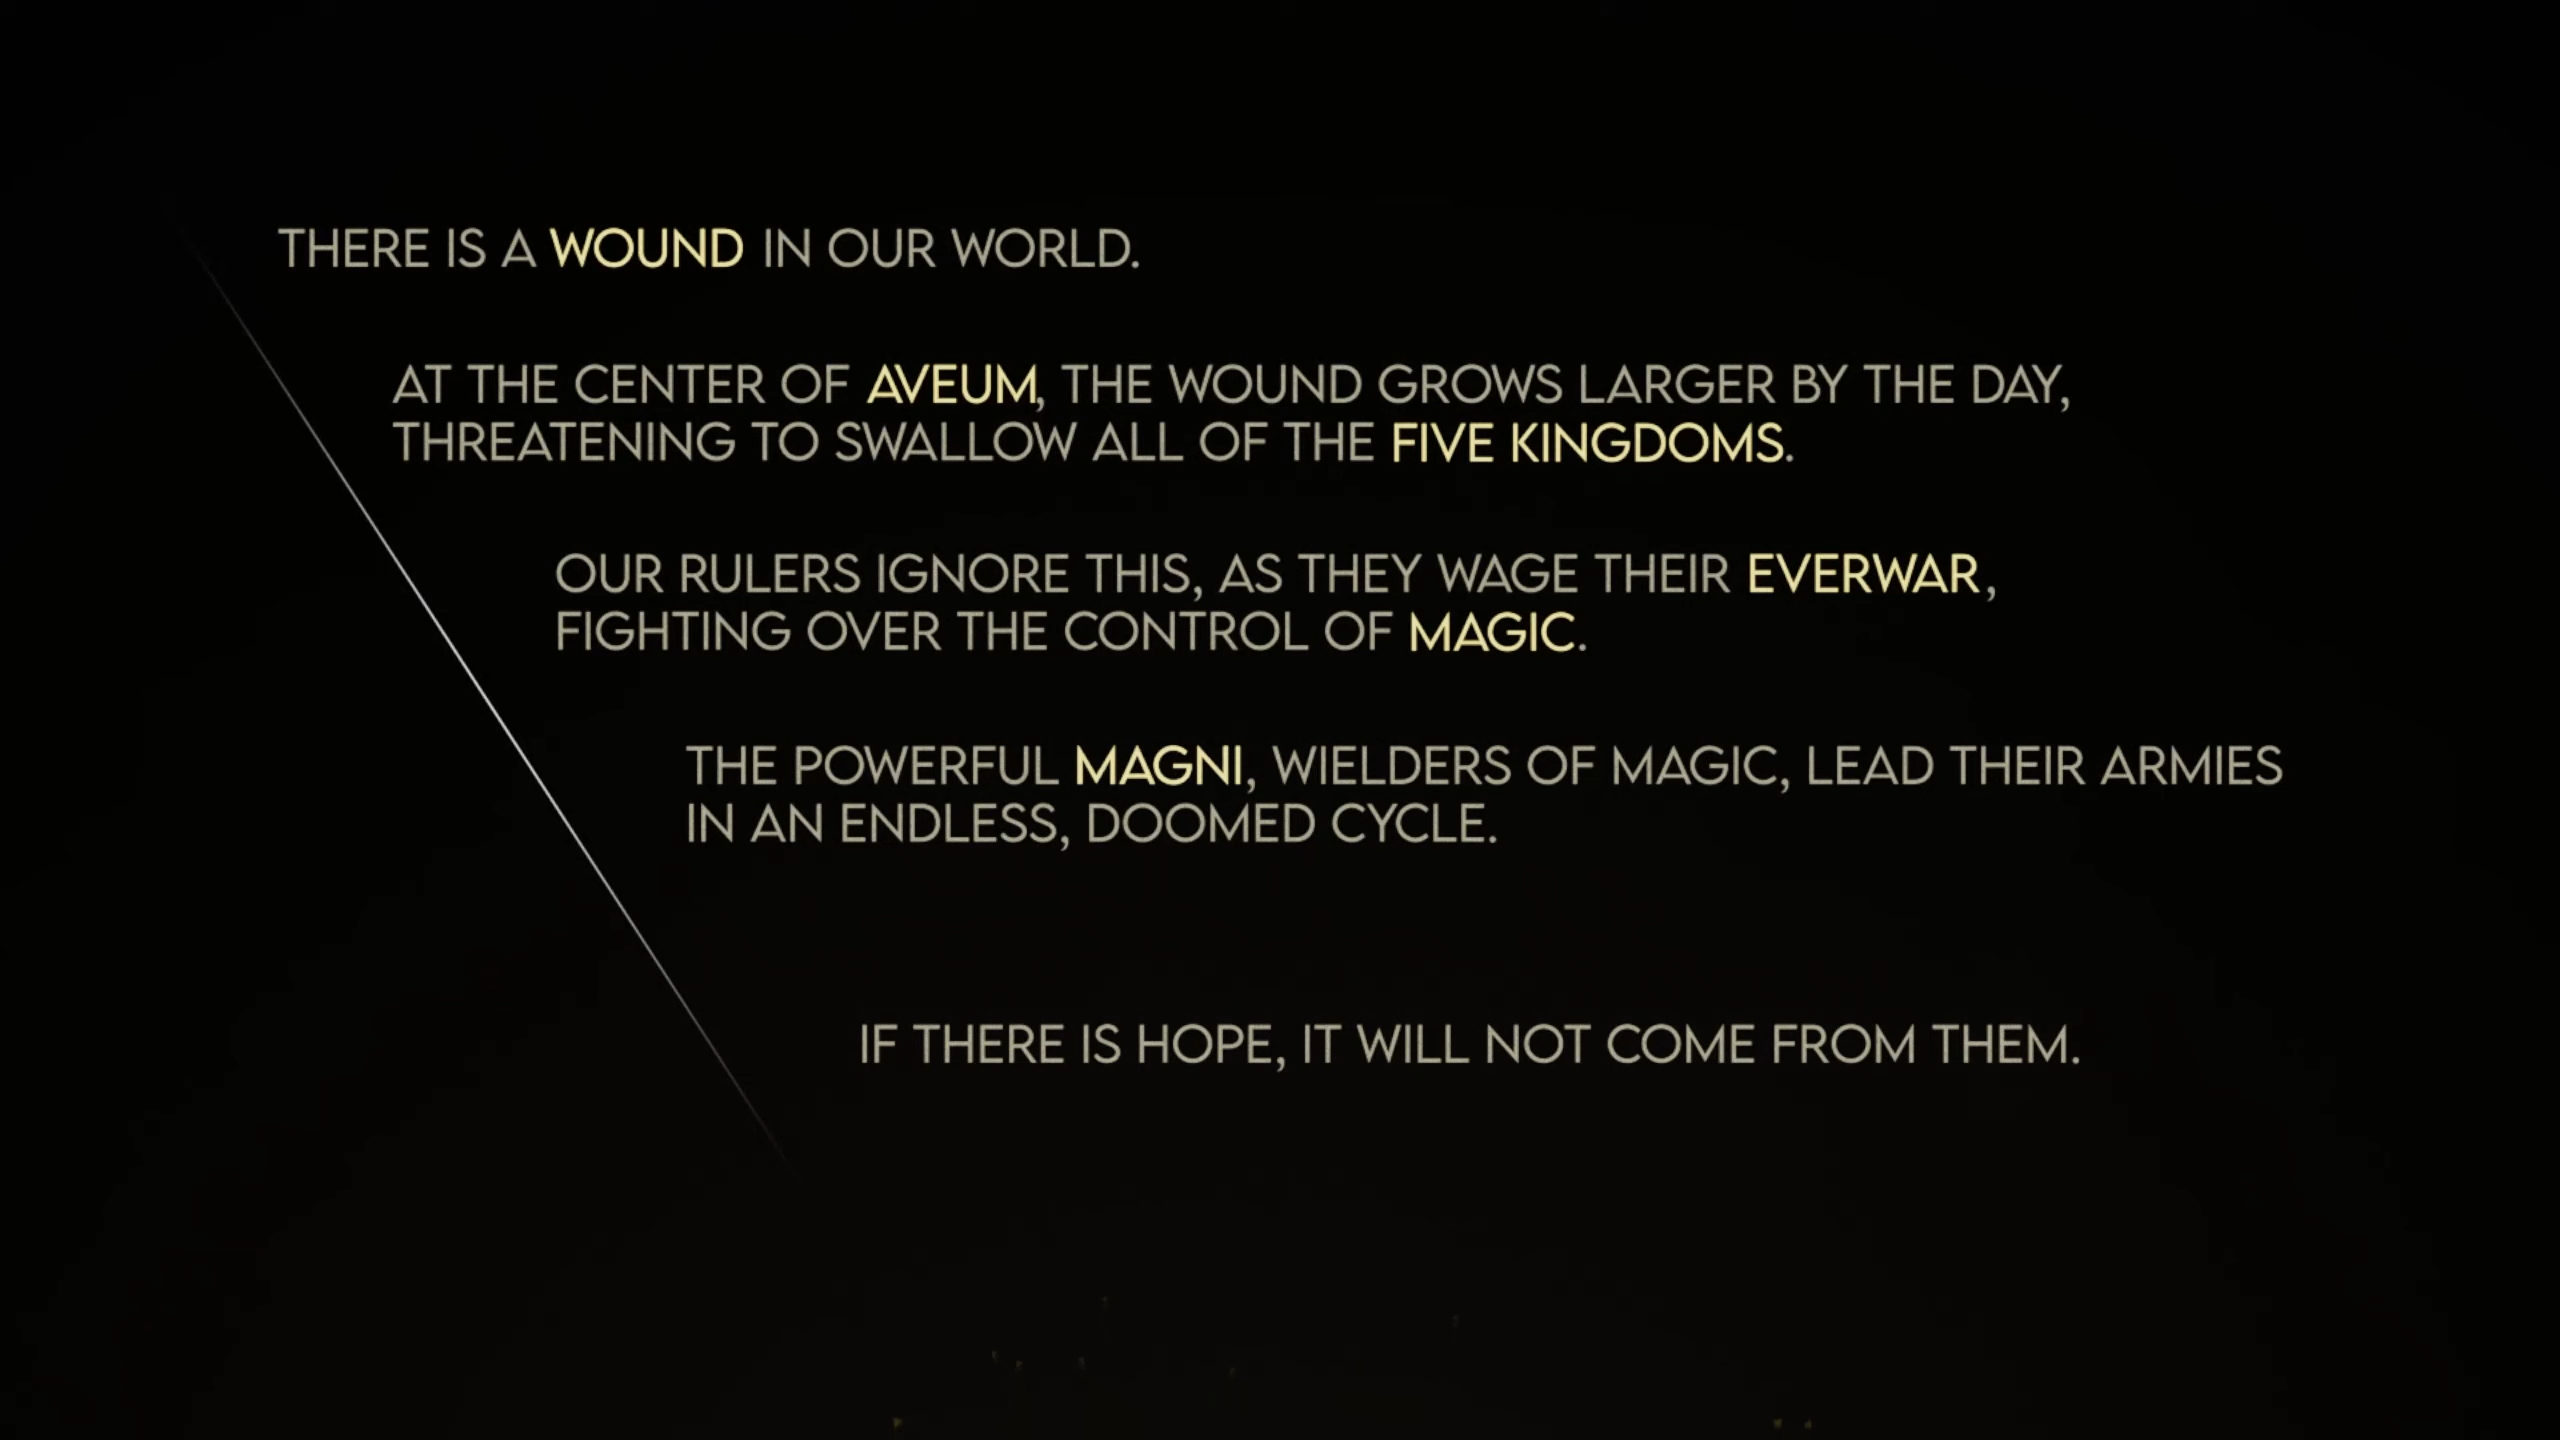 THERE IS A WOUND IN OUR WORLD.
AT THE CENTER OF AVEUM, THE WOUND GROWS LARGER BY THE DAY,
THREATENING TO SWALLOW ALL OF THE FIVE KINGDOMS.
OUR RULERS IGNORE THIS, AS THEY WAGE THEIR EVERWAR,
FIGHTING OVER THE CONTROL OF MAGIC.
THE POWERFUL MAGNI, WIELDERS OF MAGIC, LEAD THEIR ARMIES
IN AN ENDLESS, DOOMED CYCLE.
IF THERE IS HOPE, IT WILL NOT COME FROM THEM.